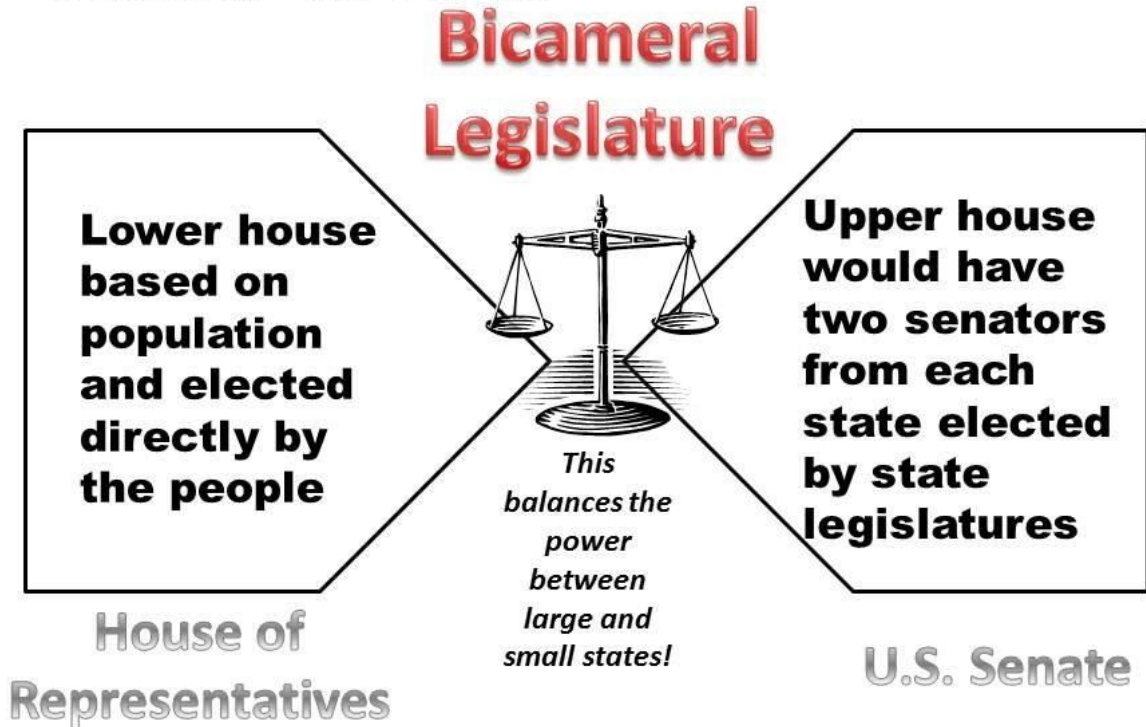 Bicameral
Legislature
Lower house
based on
population
and elected
directly by
the people
This
balances the
power
between
large and
small states!
Upper house
would have
two senators
from each
state elected
by state
legislatures
House of
Representatives
U.S. Senate